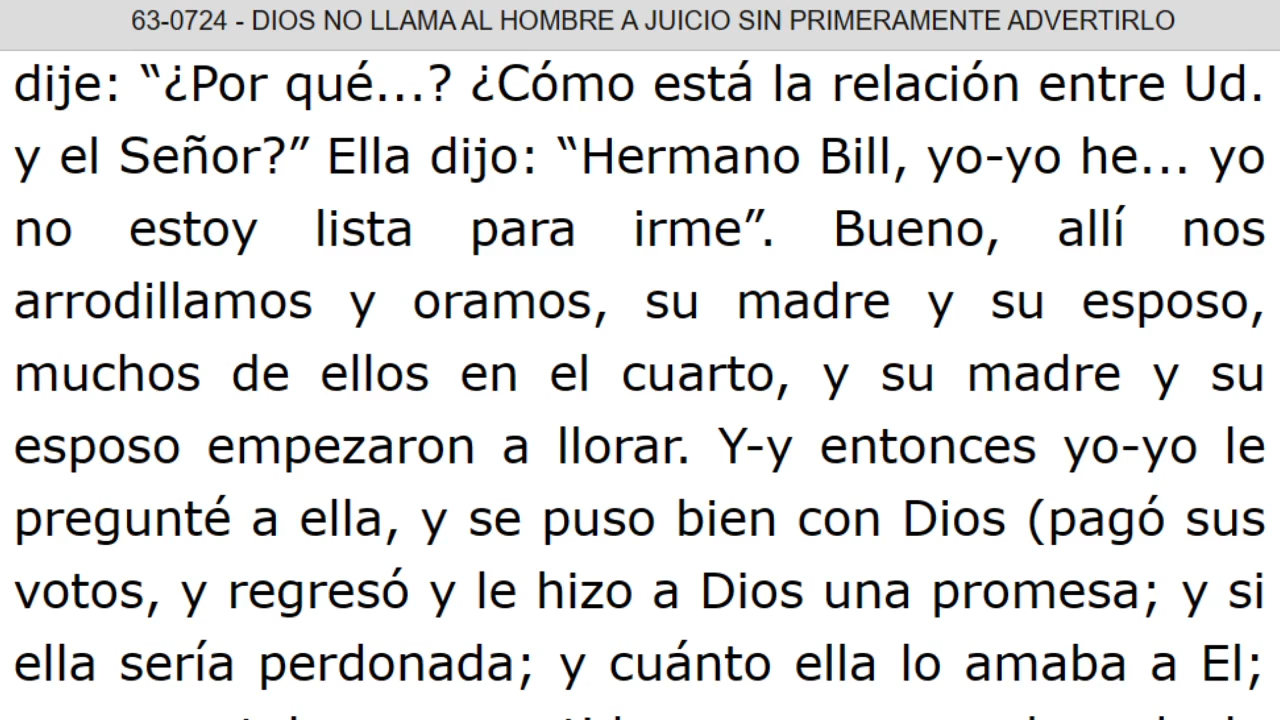 63-0724 - DIOS NO LLAMA AL HOMBRE A JUICIO SIN PRIMERAMENTE ADVERTIRLO
dije: “¿Por qué...? ¿Cómo está la relación entre Ud.
y el Señor?” Ella dijo: “Hermano Bill, yo-yo he... yo
no estoy lista para irme”. Bueno, allí nos
arrodillamos y oramos, su madre y su esposo,
muchos de ellos en el cuarto, y su madre y su
esposo empezaron a llorar. Y-y entonces yo-yo le
pregunté a ella, y se puso bien con Dios (pagó sus
votos, y regresó y le hizo a Dios una promesa; y si
ella sería perdonada; y cuánto ella lo amaba a El;